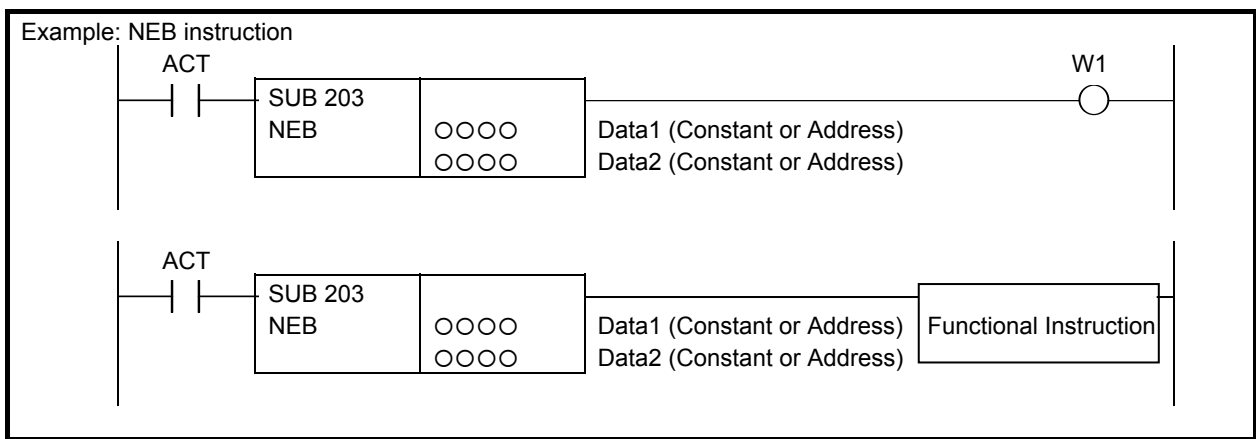 Example: NEB instruction
ACT
W1
SUB 203
NEB
○○○○
Data1 (Constant or Address)
○○○○
Data2 (Constant or Address)
ACT
SUB 203
NEB
○○○○
Data1 (Constant or Address)
Functional Instruction
○○○○
Data2 (Constant or Address)